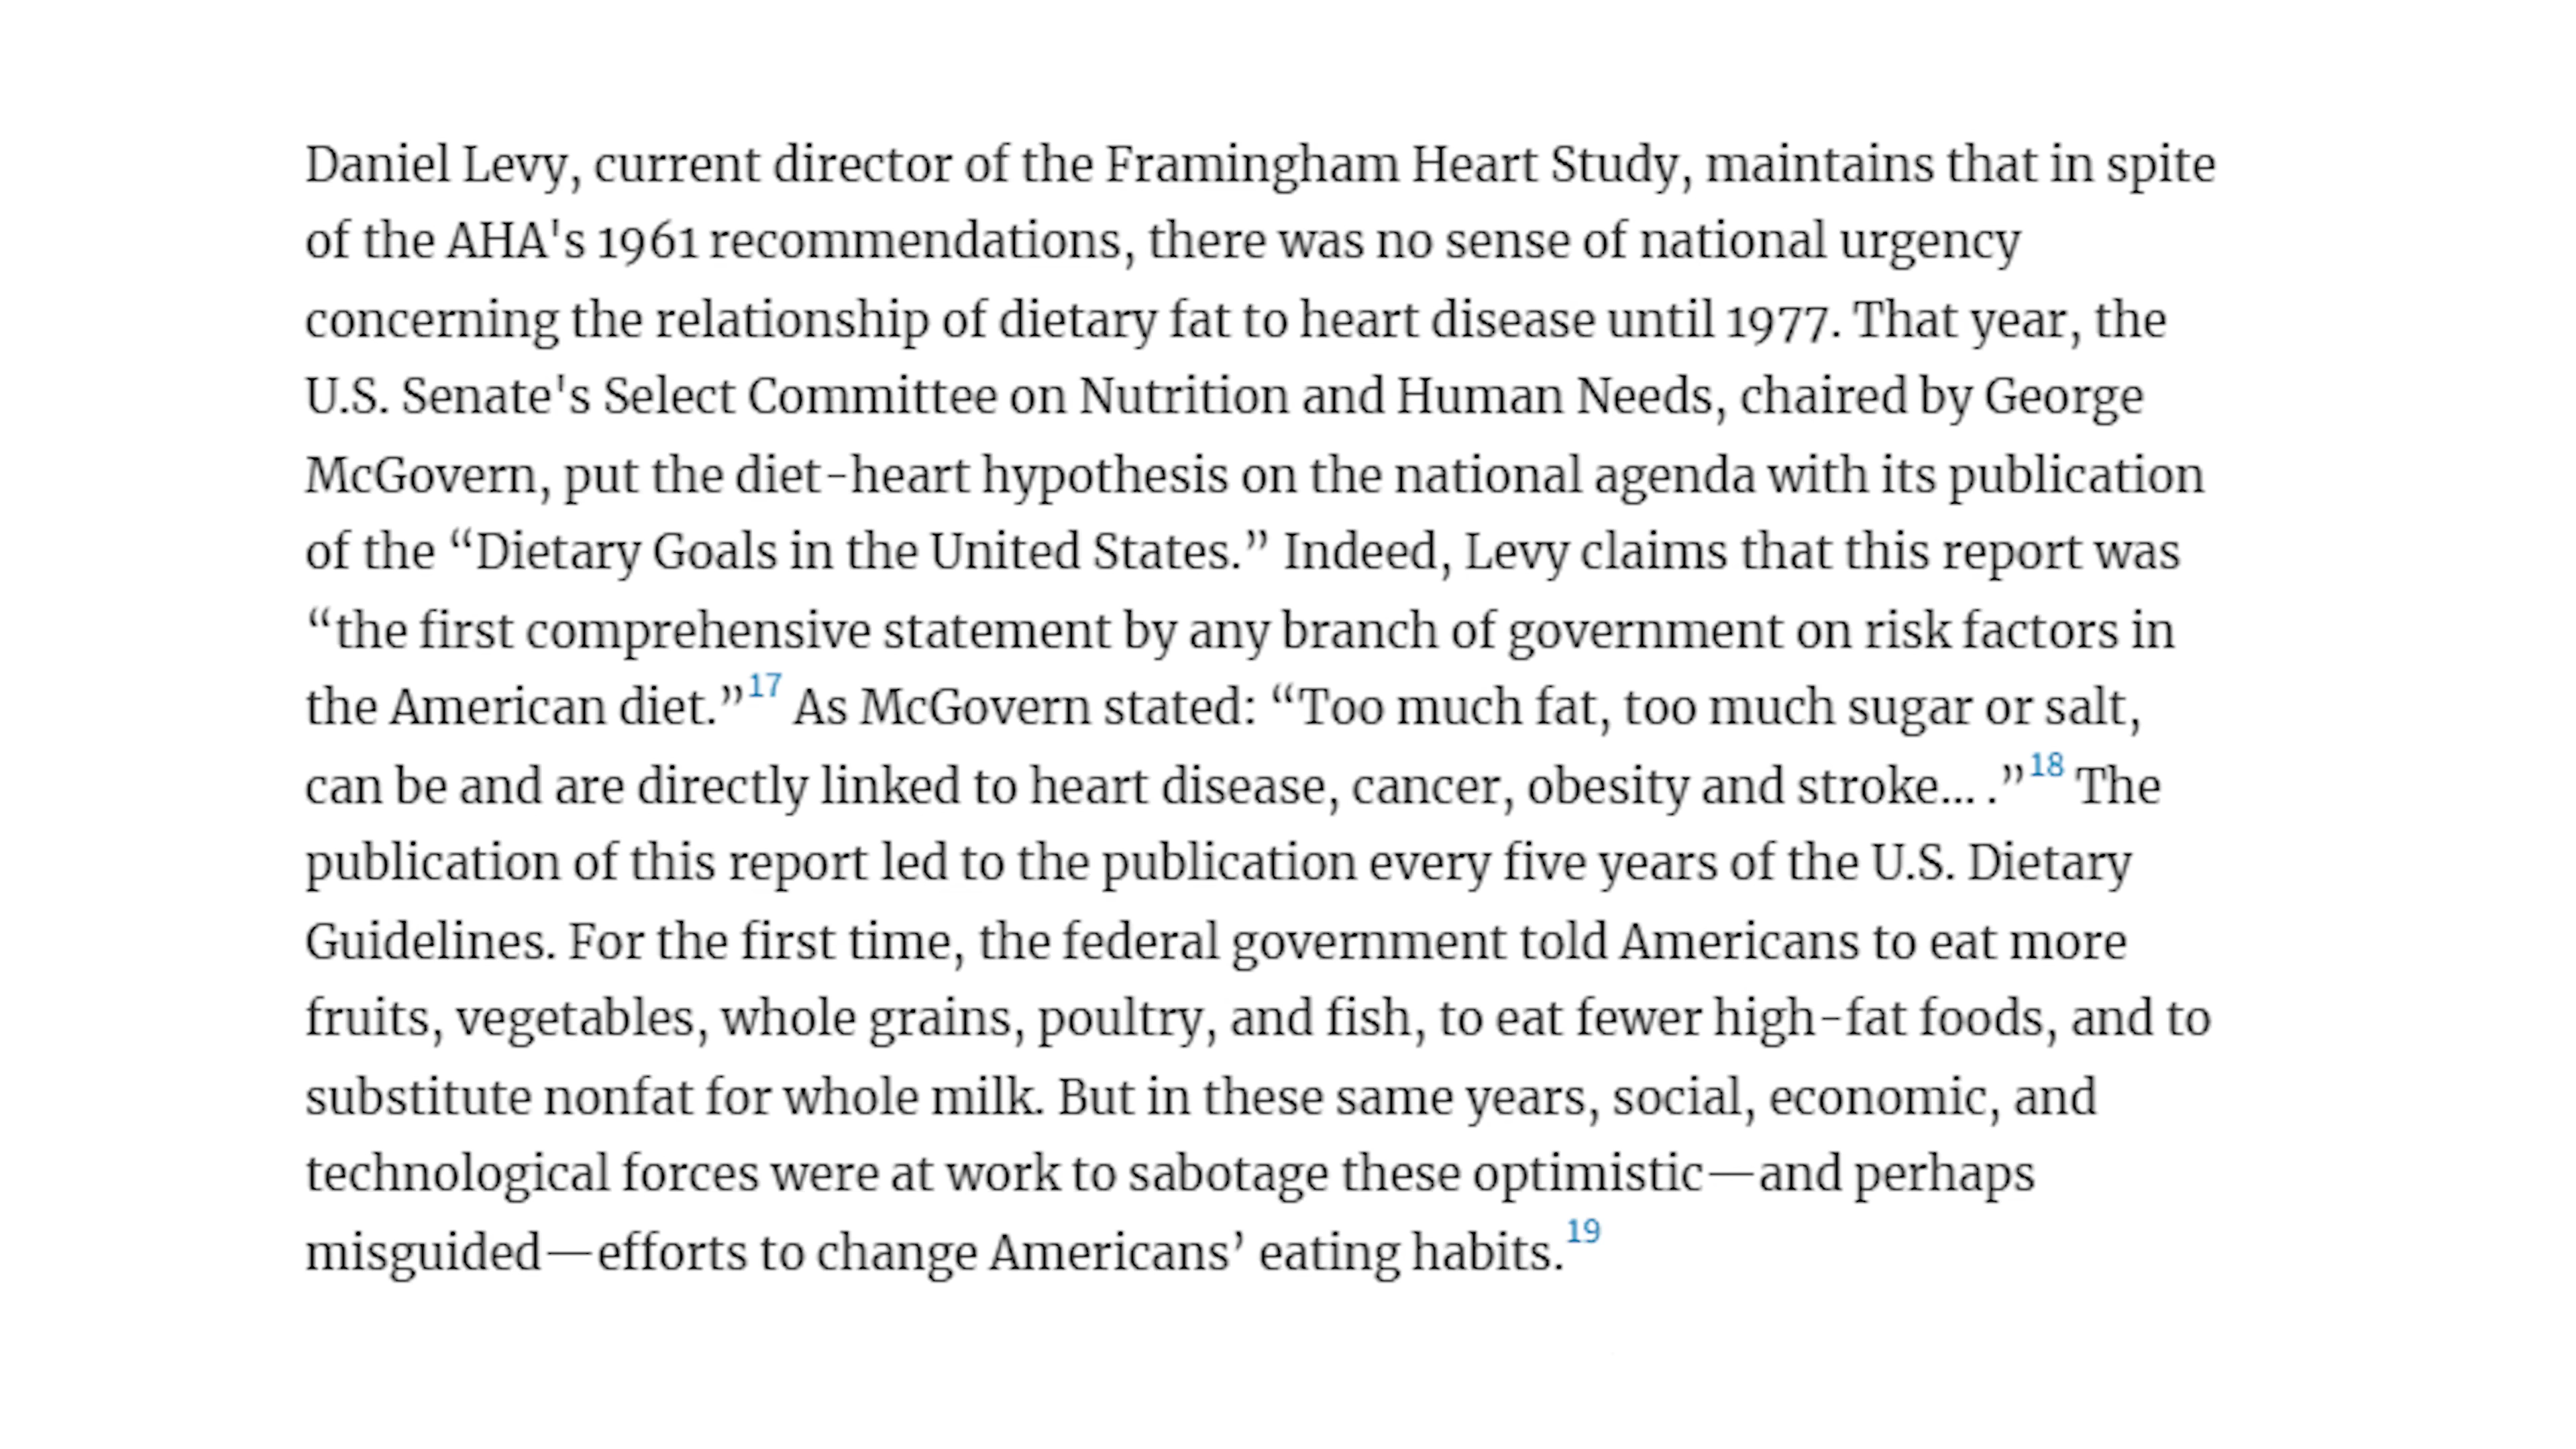 Daniel Levy, current director of the Framingham Heart Study, maintains that in spite
of the AHA's 1961 recommendations, there was no sense of national urgency
concerning the relationship of dietary fat to heart disease until 1977. That year, the
U.S. Senate's Select Committee on Nutrition and Human Needs, chaired by George
McGovern, put the diet-heart hypothesis on the national agenda with its publication
of the “Dietary Goals in the United States.” Indeed, Levy claims that this report was
“the first comprehensive statement by any branch of government on risk factors in
the American diet.”17 As McGovern stated: “Too much fat, too much sugar or salt,
can be and are directly linked to heart disease, cancer, obesity and stroke… .”18 The
publication of this report led to the publication every five years of the U.S. Dietary
Guidelines. For the first time, the federal government told Americans to eat more
fruits, vegetables, whole grains, poultry, and fish, to eat fewer high-fat foods, and to
substitute nonfat for whole milk. But in these same years, social, economic, and
technological forces were at work to sabotage these optimistic—and perhaps
misguided—efforts to change Americans’ eating habits.19